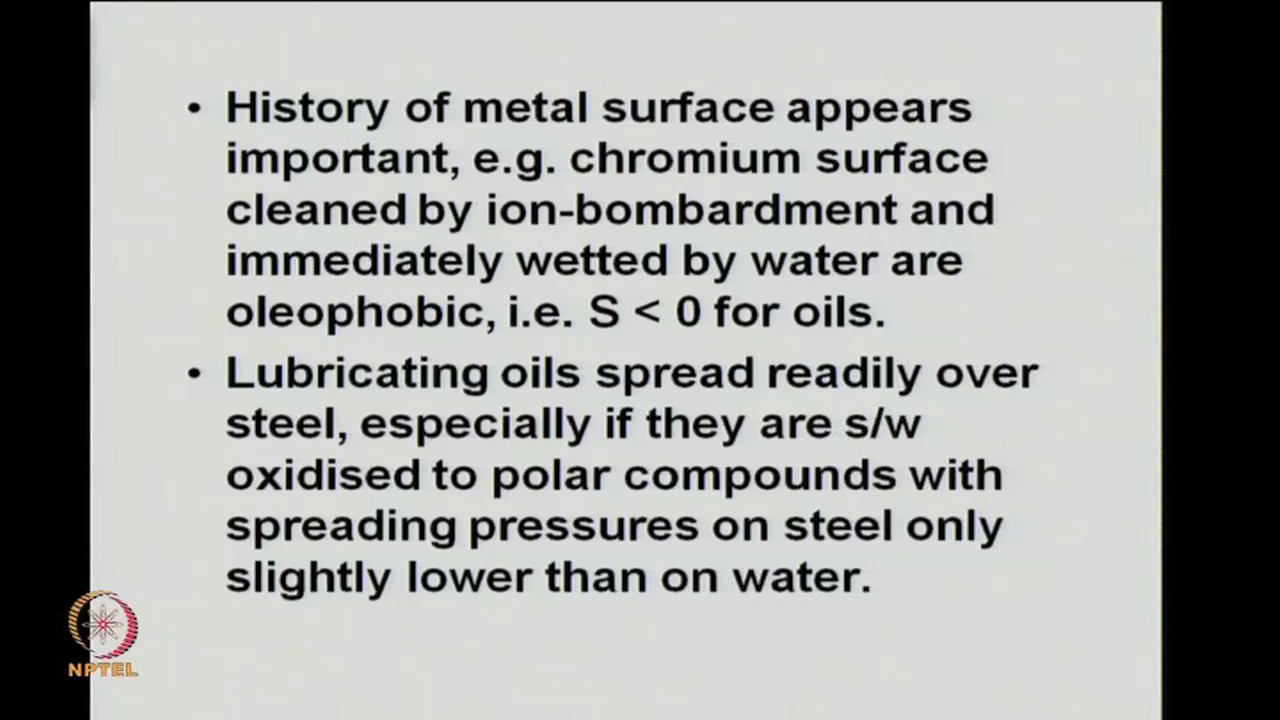 • History of metal surface appears
important, e.g. chromium surface
cleaned by ion-bombardment and
immediately wetted by water are
oleophobic, i.e. S < 0 for oils.
• Lubricating oils spread readily over
steel, especially if they are s/w
oxidised to polar compounds with
spreading pressures on steel only
slightly lower than on water.
NPTEL